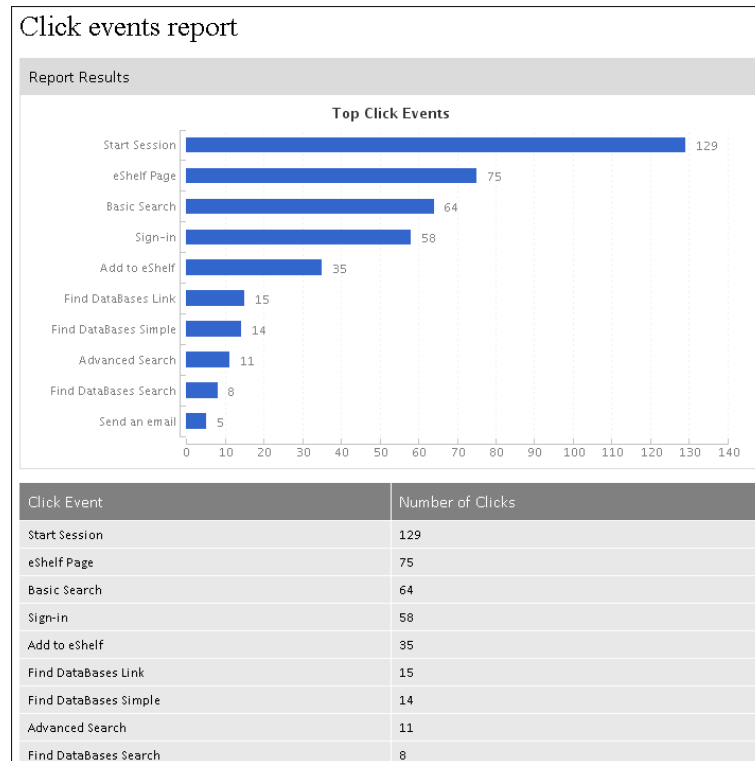 Click events report
Report Results
Top Click Events
Start Session 129
eShelf Page 75
Basic Search 64
Sign-in 58
Add to eShelf 35
Find DataBases Link 15
Find DataBases Simple 14
Advanced Search 11
Find DataBases Search 8
Send an email 5
0 10 20 30 40 50 60 70 80 90 100 110 120 130 140
Click Event Number of Clicks
Start Session 129
eShelf Page 75
Basic Search 64
Sign-in 58
Add to eShelf 35
Find DataBases Link 15
Find DataBases Simple 14
Advanced Search 11
Find DataBases Search 8